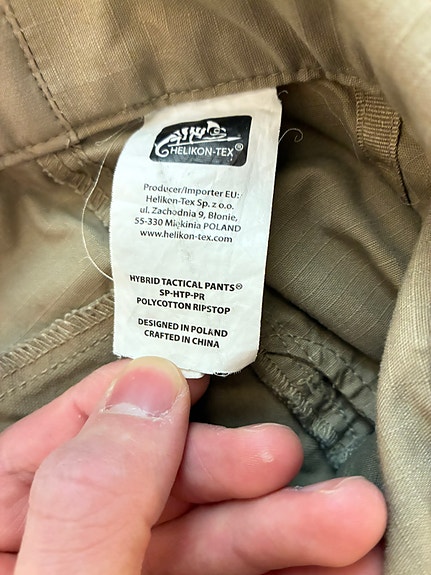 HELIKON-TEX®
Producer/Importer EU:
Helikon-Tex Sp. z o.o.
ul. Zachodnia 9, Błonie,
55-330 Miękinia POLAND
www.helikon-tex.com
HYBRID TACTICAL PANTS®
SP-HTP-PR
POLYCOTTON RIPSTOP
DESIGNED IN POLAND
CRAFTED IN CHINA